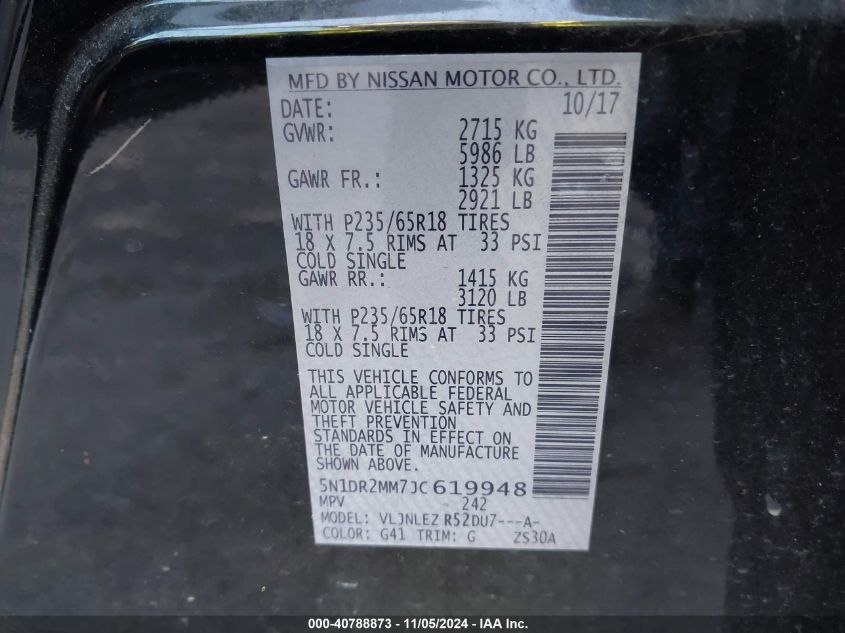 MFD BY NISSAN MOTOR CO., LTD.
DATE: 10/17
GVWR: 2715 KG
5986 LB
GAWR FR.: 1325 KG
2921 LB
WITH P235/65R18 TIRES
18 X 7.5 RIMS AT 33 PSI
COLD SINGLE
GAWR RR.: 1415 KG
3120 LB
WITH P235/65R18 TIRES
18 X 7.5 RIMS AT 33 PSI
COLD SINGLE
THIS VEHICLE CONFORMS TO
ALL APPLICABLE FEDERAL
MOTOR VEHICLE SAFETY AND
THEFT PREVENTION
STANDARDS IN EFFECT ON
THE DATE OF MANUFACTURE
SHOWN ABOVE.
5N1DR2MM7JC619948
MPV 242
MODEL: VLJNLEZ R52DU7---A-
COLOR: G41 TRIM: G ZS30A
000-40788873 - 11/05/2024 - IAA Inc.